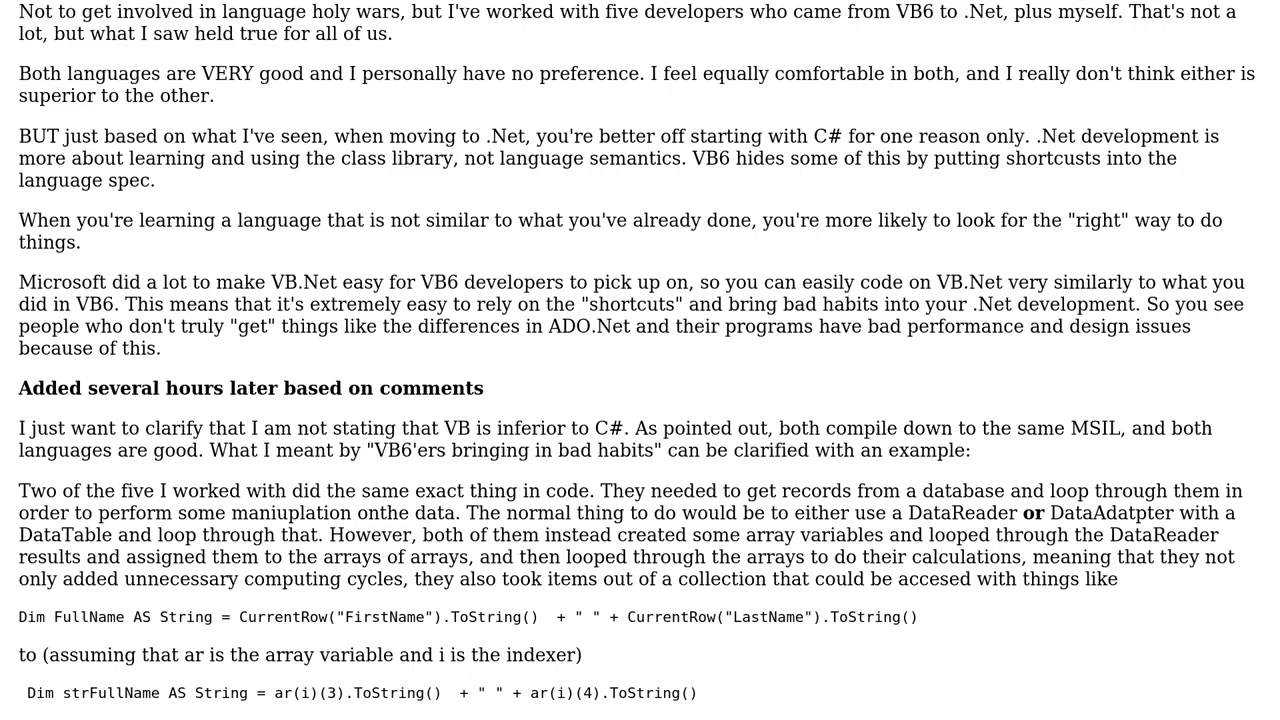 Not to get involved in language holy wars, but I've worked with five developers who came from VB6 to .Net, plus myself. That's not a
lot, but what I saw held true for all of us.
Both languages are VERY good and I personally have no preference. I feel equally comfortable in both, and I really don't think either is
superior to the other.
BUT just based on what I've seen, when moving to .Net, you're better off starting with C# for one reason only. .Net development is
more about learning and using the class library, not language semantics. VB6 hides some of this by putting shortcusts into the
language spec.
When you're learning a language that is not similar to what you've already done, you're more likely to look for the "right" way to do
things.
Microsoft did a lot to make VB.Net easy for VB6 developers to pick up on, so you can easily code on VB.Net very similarly to what you
did in VB6. This means that it's extremely easy to rely on the "shortcuts" and bring bad habits into your .Net development. So you see
people who don't truly "get" things like the differences in ADO.Net and their programs have bad performance and design issues
because of this.
Added several hours later based on comments
I just want to clarify that I am not stating that VB is inferior to C#. As pointed out, both compile down to the same MSIL, and both
languages are good. What I meant by "VB6'ers bringing in bad habits" can be clarified with an example:
Two of the five I worked with did the same exact thing in code. They needed to get records from a database and loop through them in
order to perform some maniuplation onthe data. The normal thing to do would be to either use a DataReader or DataAdatpter with a
DataTable and loop through that. However, both of them instead created some array variables and looped through the DataReader
results and assigned them to the arrays of arrays, and then looped through the arrays to do their calculations, meaning that they not
only added unnecessary computing cycles, they also took items out of a collection that could be accesed with things like
Dim FullName AS String = CurrentRow("FirstName").ToString()  + " " + CurrentRow("LastName").ToString()
to (assuming that ar is the array variable and i is the indexer)
Dim strFullName AS String = ar(i)(3).ToString()  + " " + ar(i)(4).ToString()